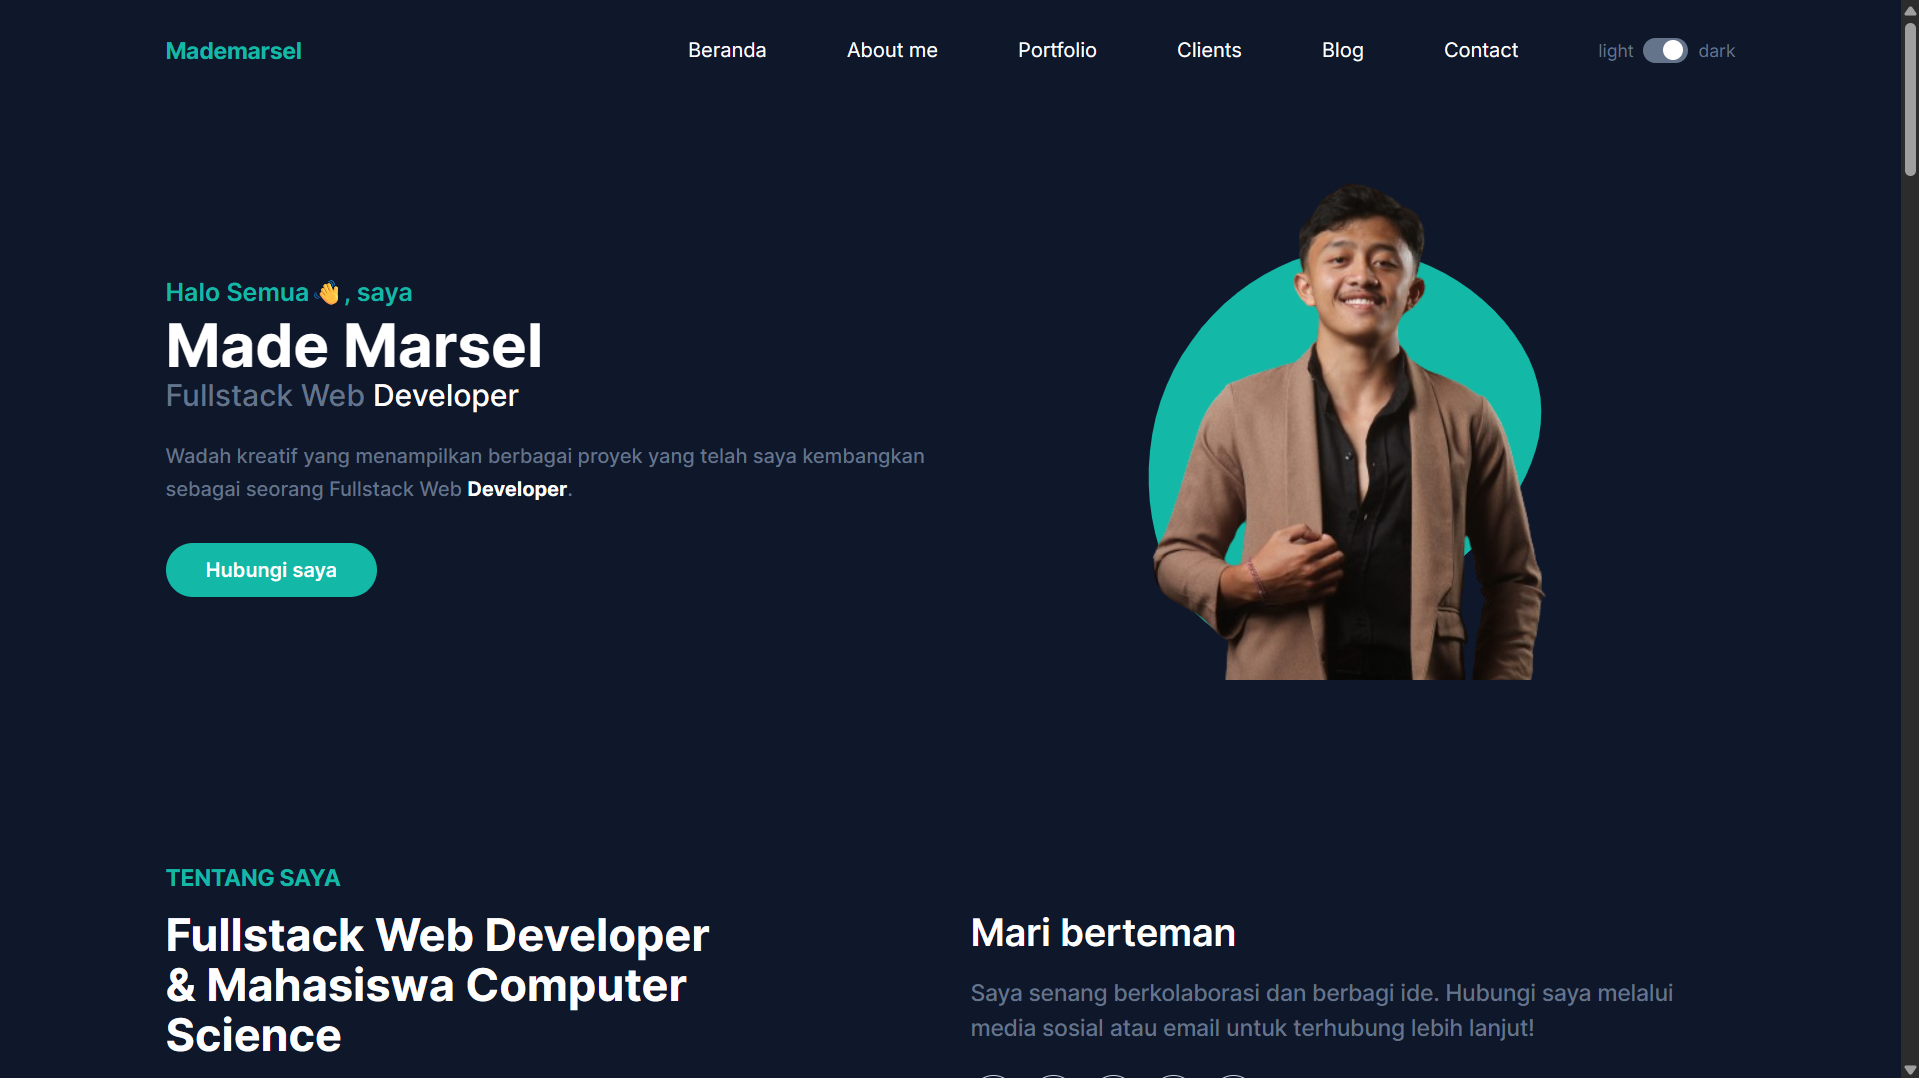 Mademarsel
Beranda
About me
Portfolio
Clients
Blog
Contact
light
dark
Halo Semua 👋, saya
Made Marsel
Fullstack Web Developer
Wadah kreatif yang menampilkan berbagai proyek yang telah saya kembangkan
sebagai seorang Fullstack Web Developer.
Hubungi saya
TENTANG SAYA
Fullstack Web Developer
& Mahasiswa Computer
Science
Mari berteman
Saya senang berkolaborasi dan berbagi ide. Hubungi saya melalui
media sosial atau email untuk terhubung lebih lanjut!